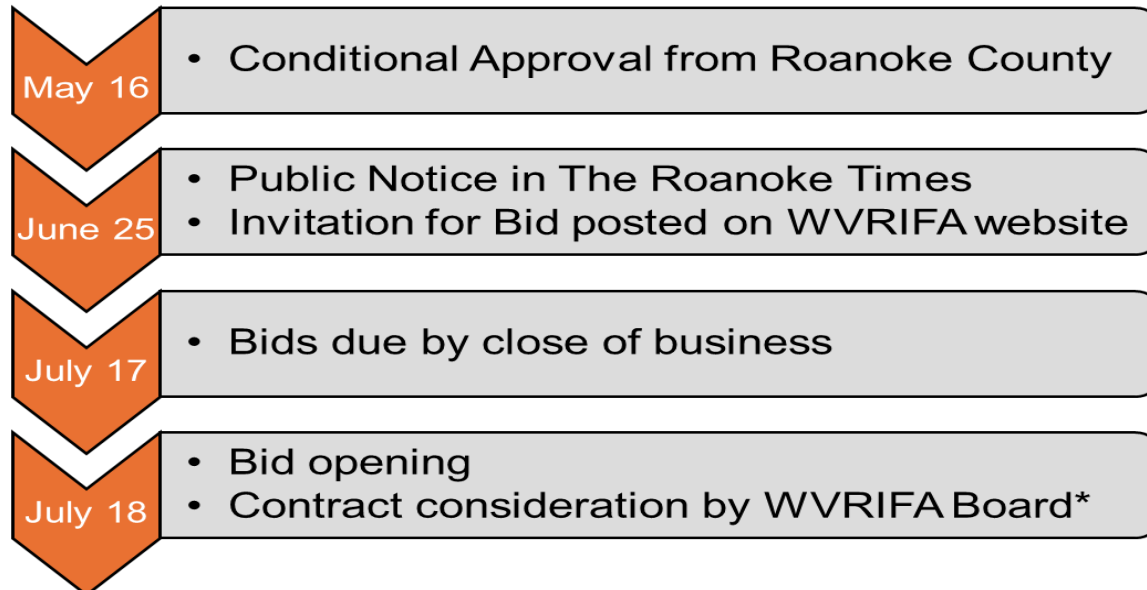 May 16
• Conditional Approval from Roanoke County
June 25
• Public Notice in The Roanoke Times
• Invitation for Bid posted on WVRIFA website
July 17
• Bids due by close of business
July 18
• Bid opening
• Contract consideration by WVRIFA Board*